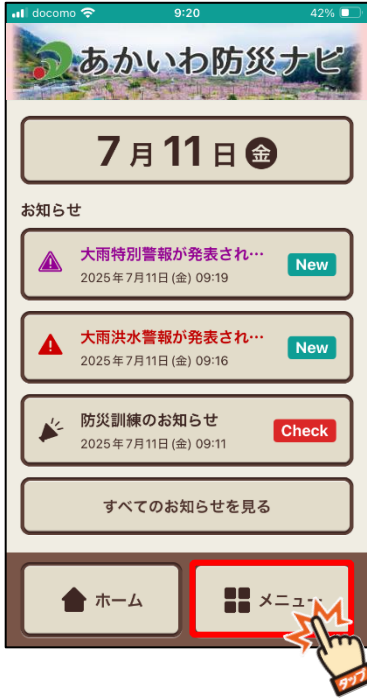 docomo 9:20 42%
あかいわ防災ナビ
7月11日 金
お知らせ
大雨特別警報が発表され…
2025年7月11日(金) 09:19
New
大雨洪水警報が発表され…
2025年7月11日(金) 09:16
New
防災訓練のお知らせ
2025年7月11日(金) 09:11
Check
すべてのお知らせを見る
ホーム
メニュー
タップ